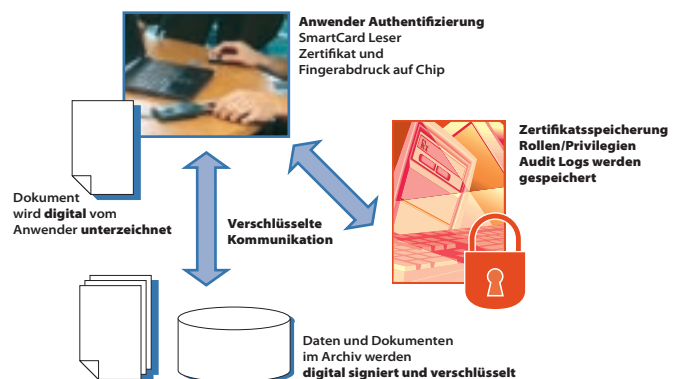 Anwender Authentifizierung
SmartCard Leser
Zertifikat und
Fingerabdruck auf Chip
Zertifikatsspeicherung
Rollen/Privilegien
Audit Logs werden
gespeichert
Dokument
wird digital vom
Anwender unterzeichnet
Verschlüsselte
Kommunikation
Daten und Dokumenten
im Archiv werden
digital signiert und verschlüsselt